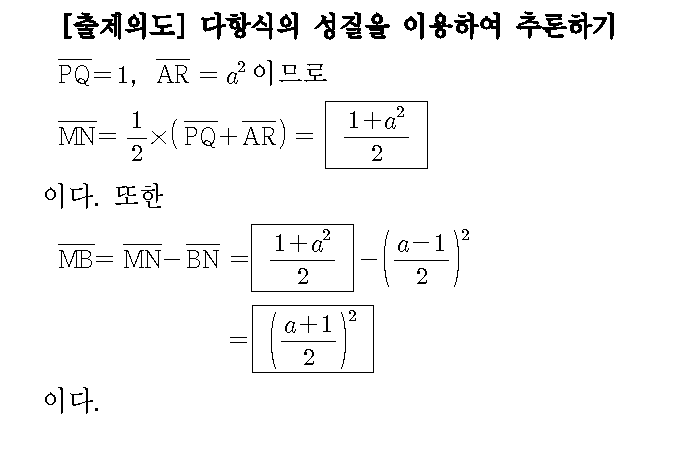 [출제의도] 다항식의 성질을 이용하여 추론하기
$\overline{PQ}=1,\ \overline{AR}=a^2$ 이므로
$\overline{MN}=\frac{1}{2}\times(\overline{PQ}+\overline{AR})=\boxed{\frac{1+a^2}{2}}$
이다. 또한
$\overline{MB}=\overline{MN}-\overline{BN}=\boxed{\frac{1+a^2}{2}}-\left(\frac{a-1}{2}\right)^2$
$=\boxed{\left(\frac{a+1}{2}\right)^2}$
이다.